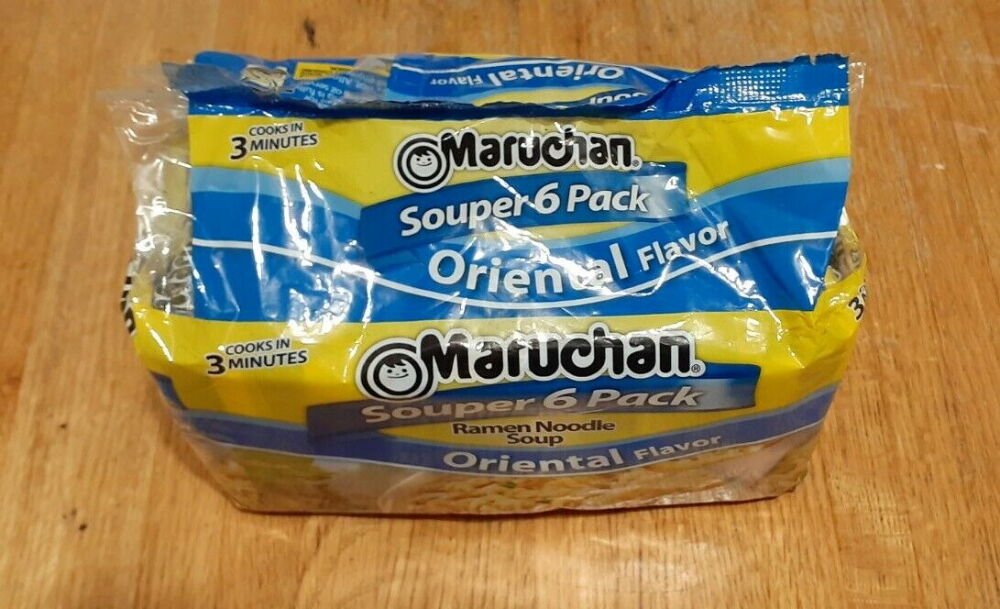 Oriental Flavor
COOKS IN
3 MINUTES
Maruchan®
Souper 6 Pack
Oriental Flavor
COOKS IN
3 MINUTES
Maruchan®
Souper 6 Pack
Ramen Noodle
Soup
Oriental Flavor
3